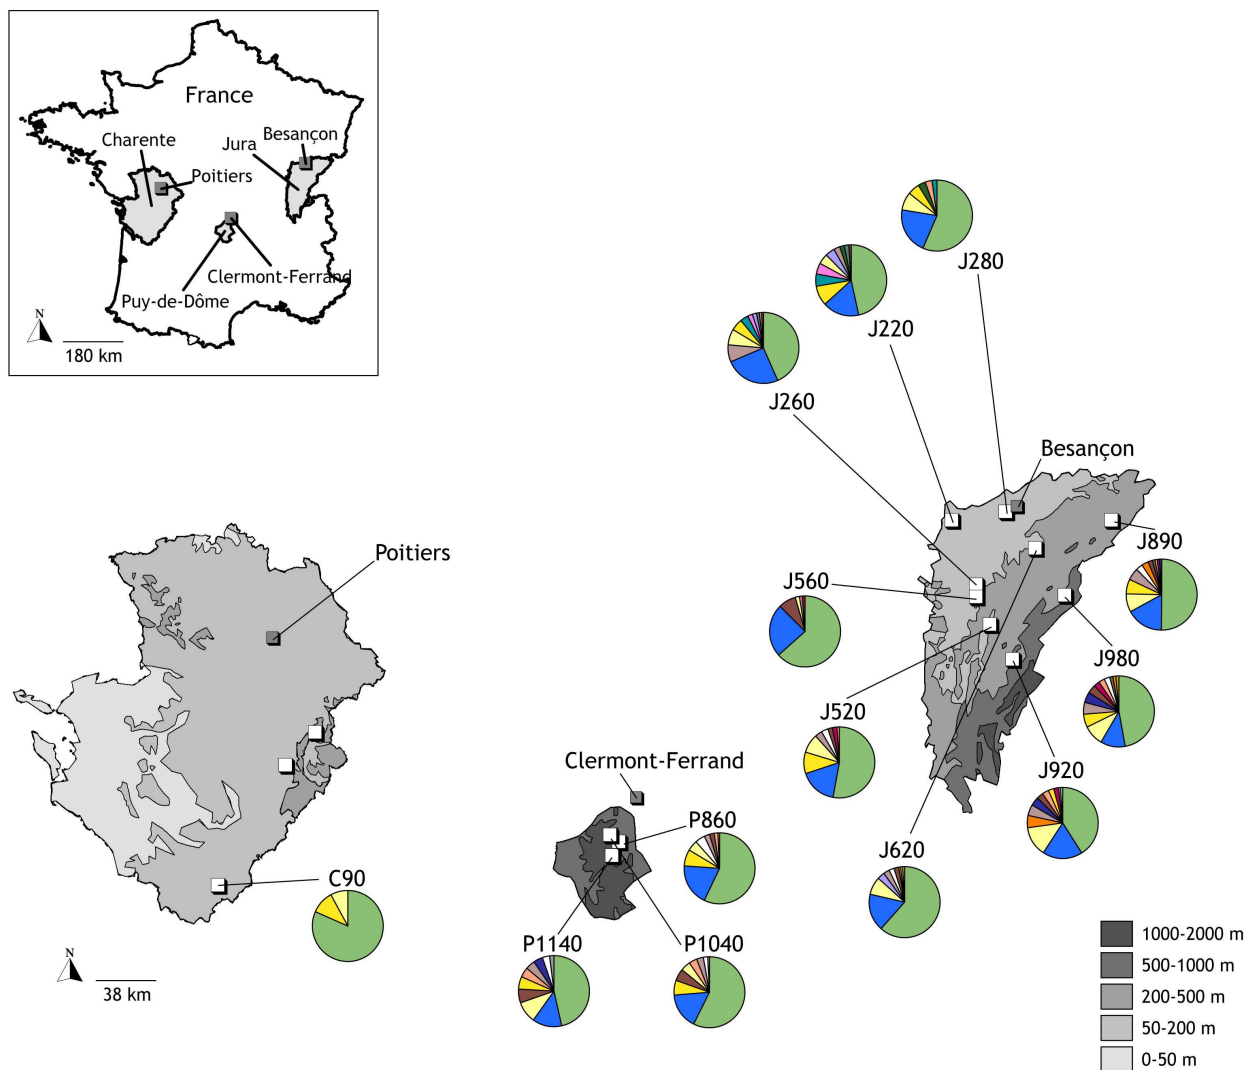 France
Charente
Jura
Besançon
Poitiers
Clermont-Ferrand
Puy-de-Dôme
N
180 km
J280
J220
J260
Besançon
J890
J560
Poitiers
J980
J520
Clermont-Ferrand
J920
P860
J620
C90
P1140
P1040
N
38 km
1000-2000 m
500-1000 m
200-500 m
50-200 m
0-50 m